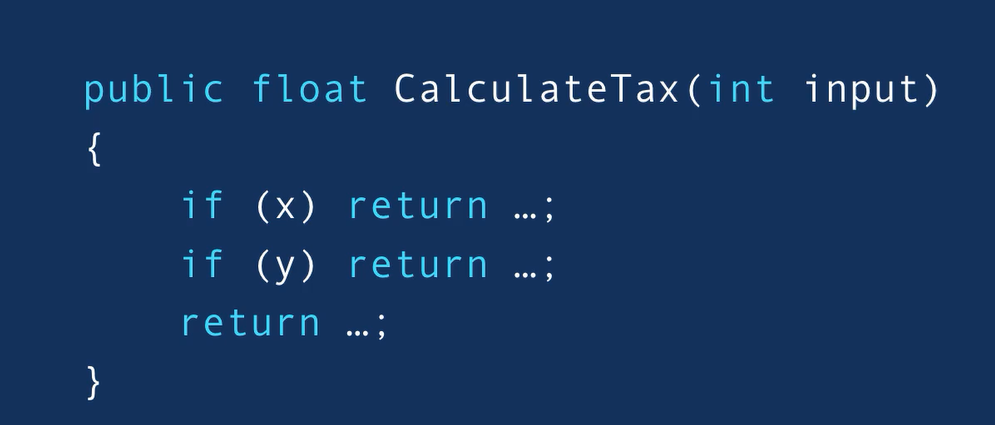 public float CalculateTax(int input)
{
    if (x) return …;
    if (y) return …;
    return …;
}